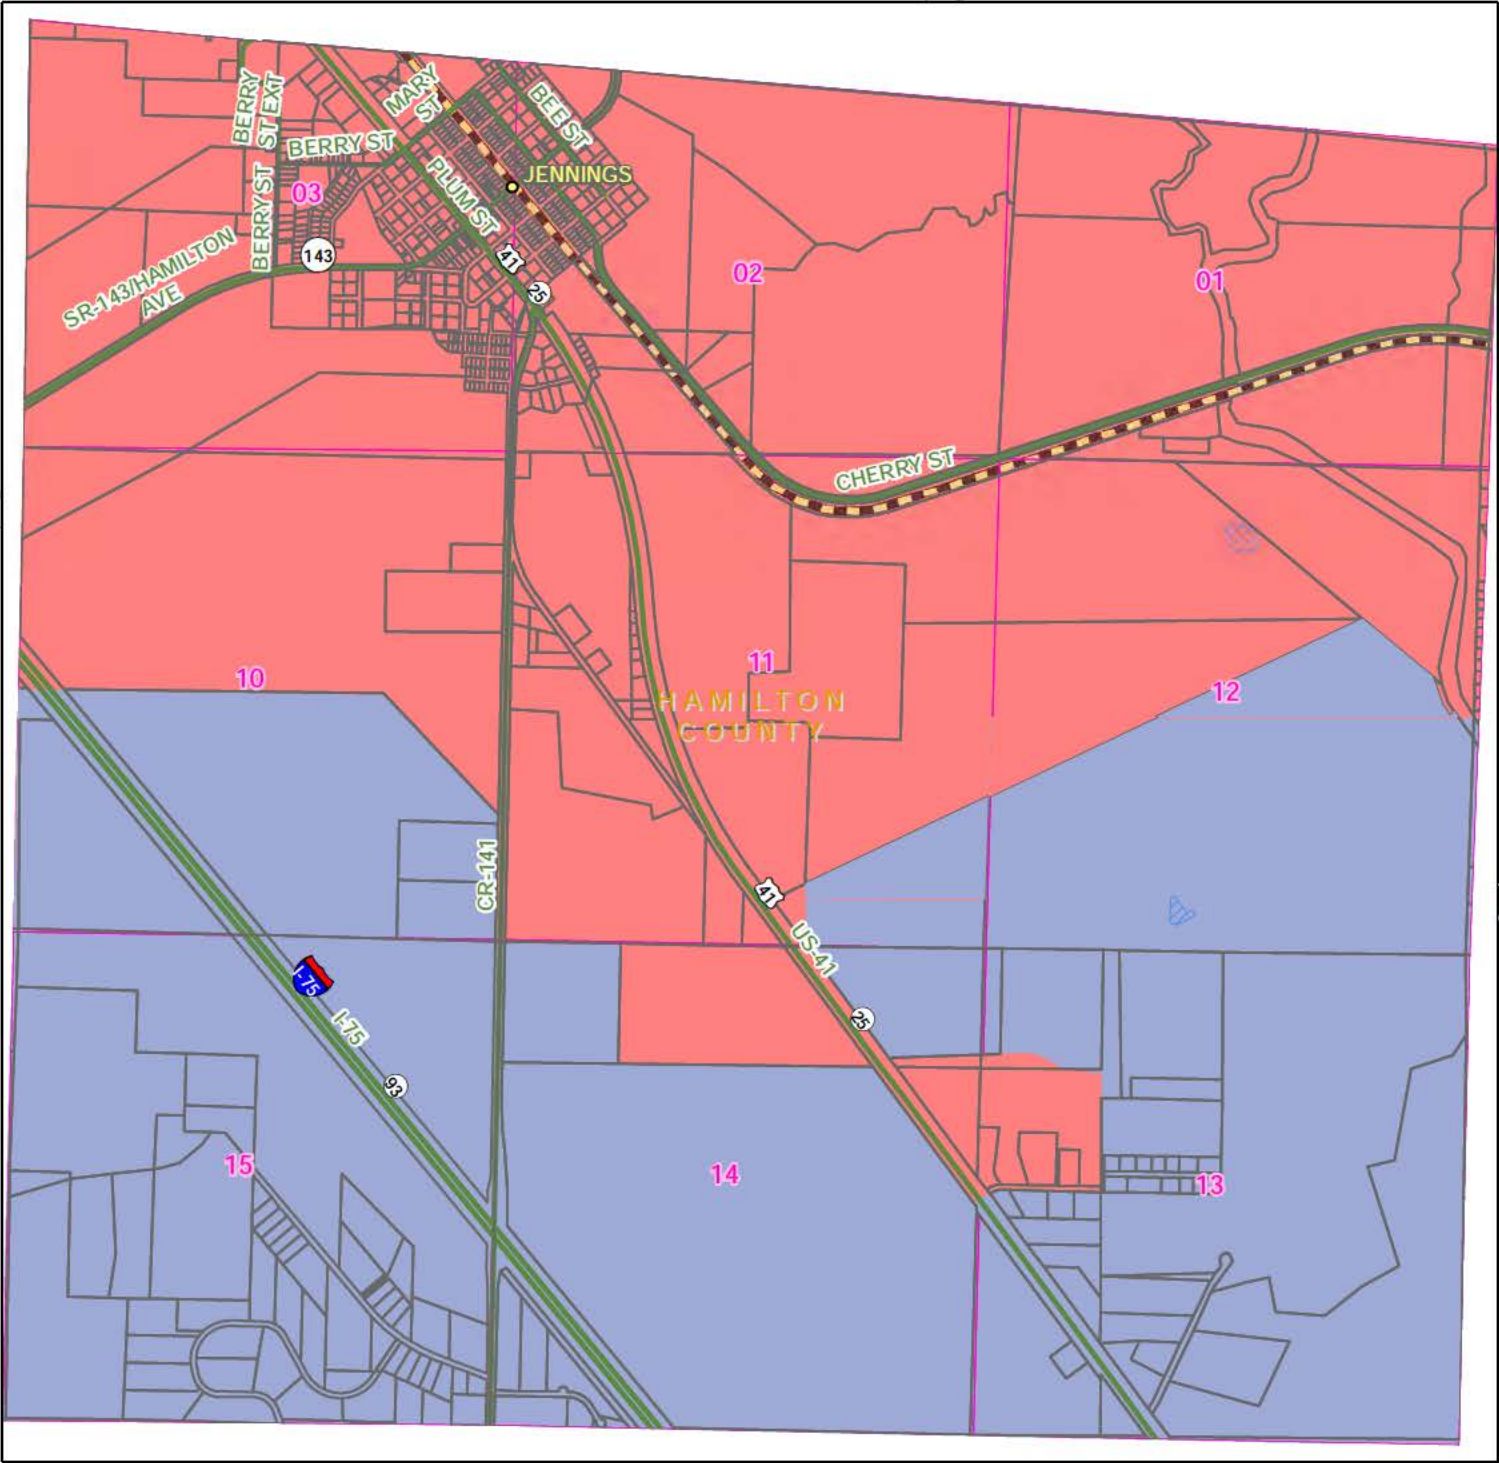 BERRY
ST EXT
MARY
ST
BEE ST
BERRY ST
JENNINGS
03
PLUM ST
BERRY ST
143
41
25
SR-143/HAMILTON
AVE
02
01
CHERRY ST
10
11
HAMILTON
COUNTY
12
CR-141
41
US-41
I-75
I-75
25
93
15
14
13